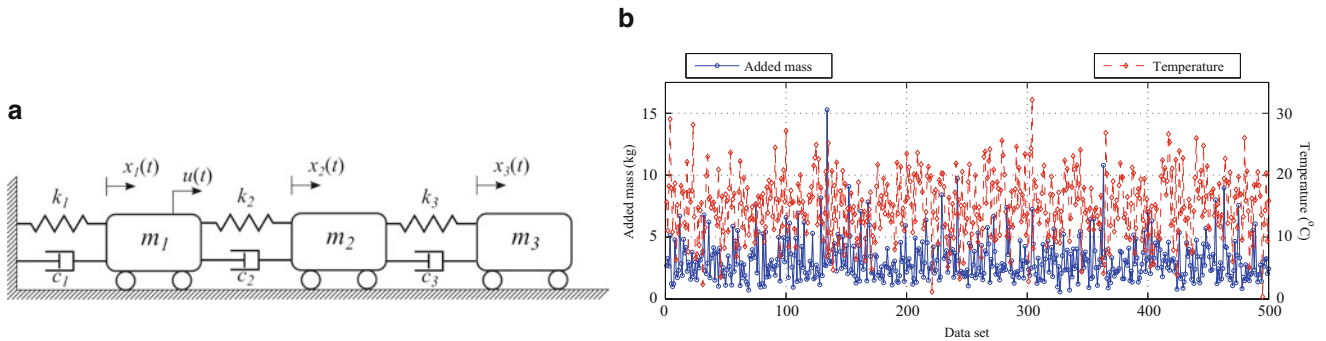 a
x1(t)
u(t)
x2(t)
x3(t)
k1
k2
k3
m1
m2
m3
c1
c2
c3
b
Added mass
Temperature
Added mass (kg)
15
10
5
0
30
20
10
0
Temperature (°C)
0
100
200
300
400
500
Data set